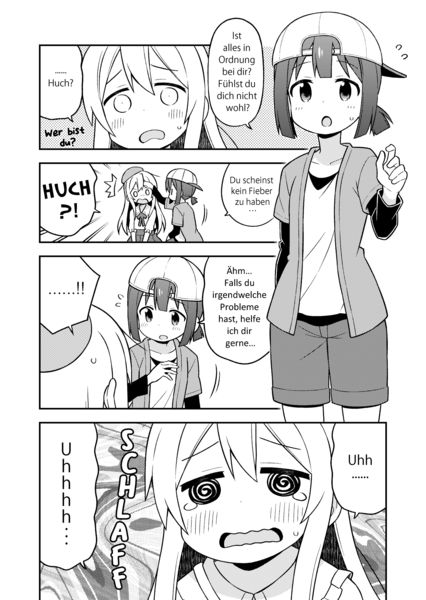 Ist
alles in
Ordnung
bei dir?
Fühlst du
dich nicht
wohl?
......
Huch?
Wer bist
du?
Du scheinst
kein Fieber
zu haben
...
HUCH
?!
Ähm...
Falls du
irgendwelche
Probleme
hast, helfe
ich dir
gerne...
......!!
Uhh
......
SCHLAFF
Uhhhh...